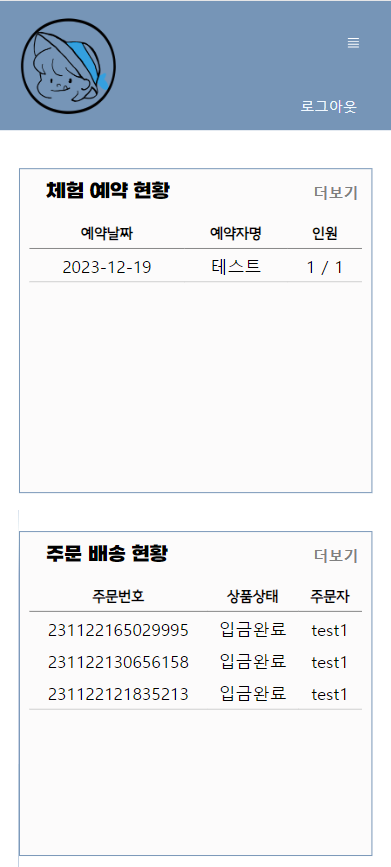 로그아웃
체험 예약 현황 더보기
예약날짜 예약자명 인원
2023-12-19 테스트 1 / 1
주문 배송 현황 더보기
주문번호 상품상태 주문자
231122165029995 입금완료 test1
231122130656158 입금완료 test1
231122121835213 입금완료 test1